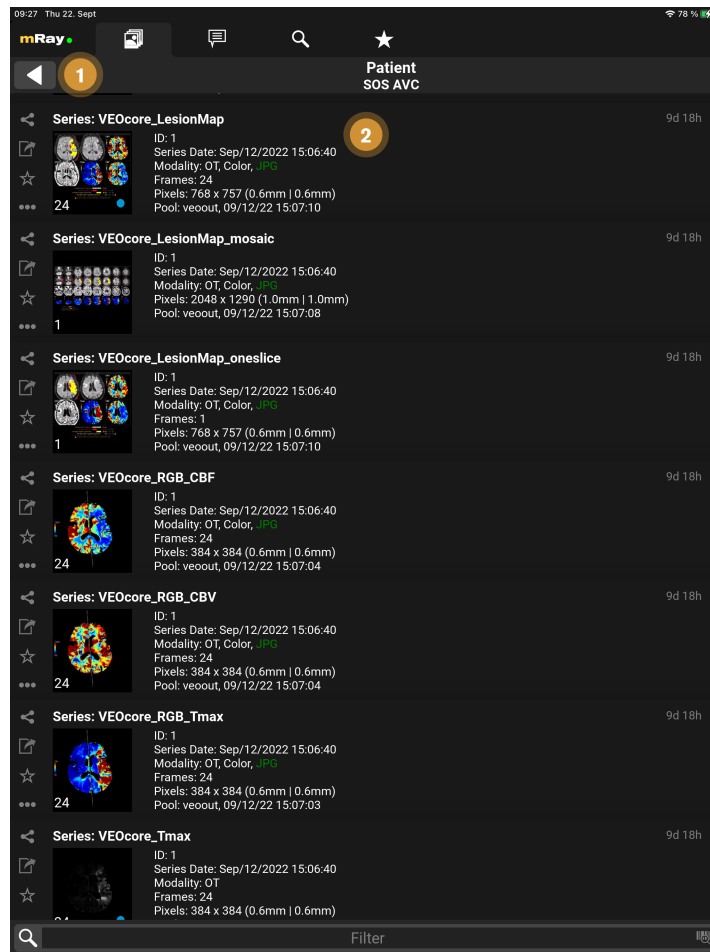 09:27 Thu 22. Sept
78 %
mRay
1
Patient
SOS AVC
2
Series: VEOcore_LesionMap
9d 18h
ID: 1
Series Date: Sep/12/2022 15:06:40
Modality: OT, Color, JPG
Frames: 24
Pixels: 768 x 757 (0.6mm | 0.6mm)
Pool: veoout, 09/12/22 15:07:10
24
Series: VEOcore_LesionMap_mosaic
9d 18h
ID: 1
Series Date: Sep/12/2022 15:06:40
Modality: OT, Color, JPG
Pixels: 2048 x 1290 (1.0mm | 1.0mm)
Pool: veoout, 09/12/22 15:07:08
1
Series: VEOcore_LesionMap_oneslice
9d 18h
ID: 1
Series Date: Sep/12/2022 15:06:40
Modality: OT, Color, JPG
Frames: 1
Pixels: 768 x 757 (0.6mm | 0.6mm)
Pool: veoout, 09/12/22 15:07:10
1
Series: VEOcore_RGB_CBF
9d 18h
ID: 1
Series Date: Sep/12/2022 15:06:40
Modality: OT, Color, JPG
Frames: 24
Pixels: 384 x 384 (0.6mm | 0.6mm)
Pool: veoout, 09/12/22 15:07:04
24
Series: VEOcore_RGB_CBV
9d 18h
ID: 1
Series Date: Sep/12/2022 15:06:40
Modality: OT, Color, JPG
Frames: 24
Pixels: 384 x 384 (0.6mm | 0.6mm)
Pool: veoout, 09/12/22 15:07:04
24
Series: VEOcore_RGB_Tmax
9d 18h
ID: 1
Series Date: Sep/12/2022 15:06:40
Modality: OT, Color, JPG
Frames: 24
Pixels: 384 x 384 (0.6mm | 0.6mm)
Pool: veoout, 09/12/22 15:07:03
24
Series: VEOcore_Tmax
9d 18h
ID: 1
Series Date: Sep/12/2022 15:06:40
Modality: OT
Frames: 24
Pixels: 384 x 384 (0.6mm | 0.6mm)
Filter